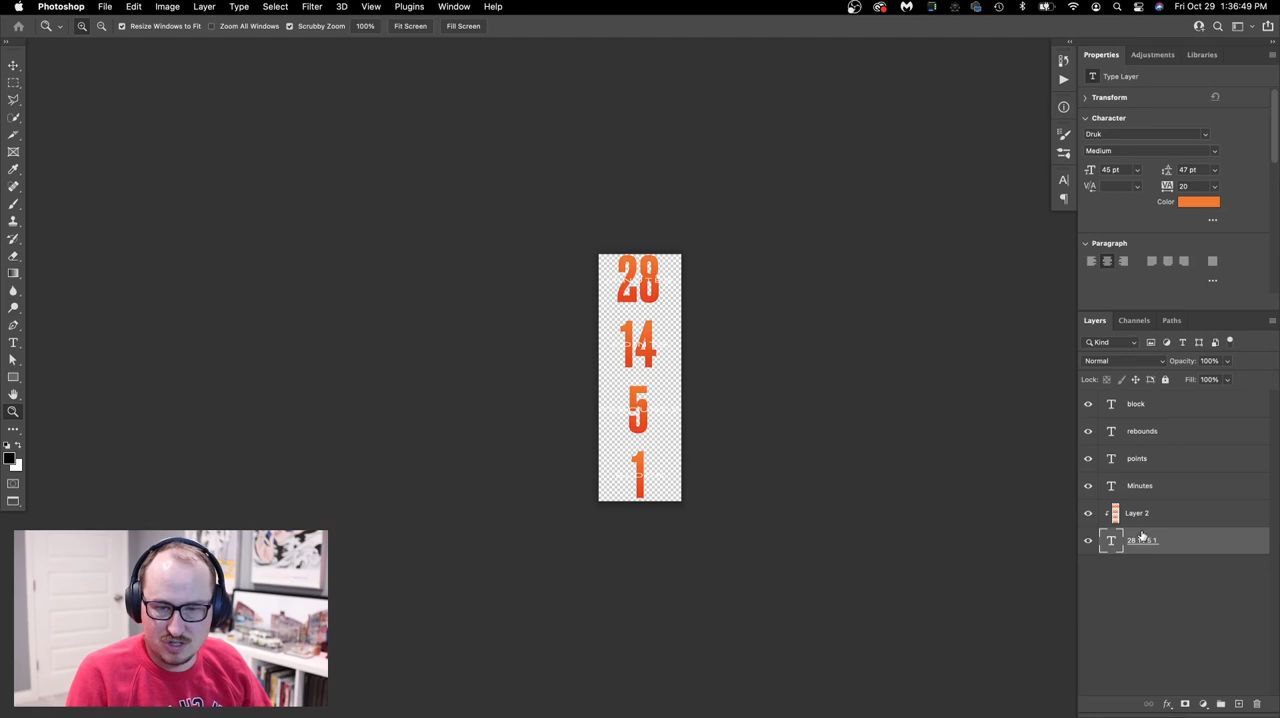 Photoshop File Edit Image Layer Type Select Filter 3D View Plugins Window Help Fri Oct 29 1:36:49 PM
Resize Windows to Fit Zoom All Windows Scrubby Zoom 100% Fit Screen Fill Screen
Properties Adjustments Libraries
Type Layer
Transform
Character
Druk
Medium
45 pt 47 pt
20
Color
Paragraph
28
14
5
1
Layers Channels Paths
Kind
Normal Opacity: 100%
Lock: Fill: 100%
block
rebounds
points
Minutes
Layer 2
28 5 1